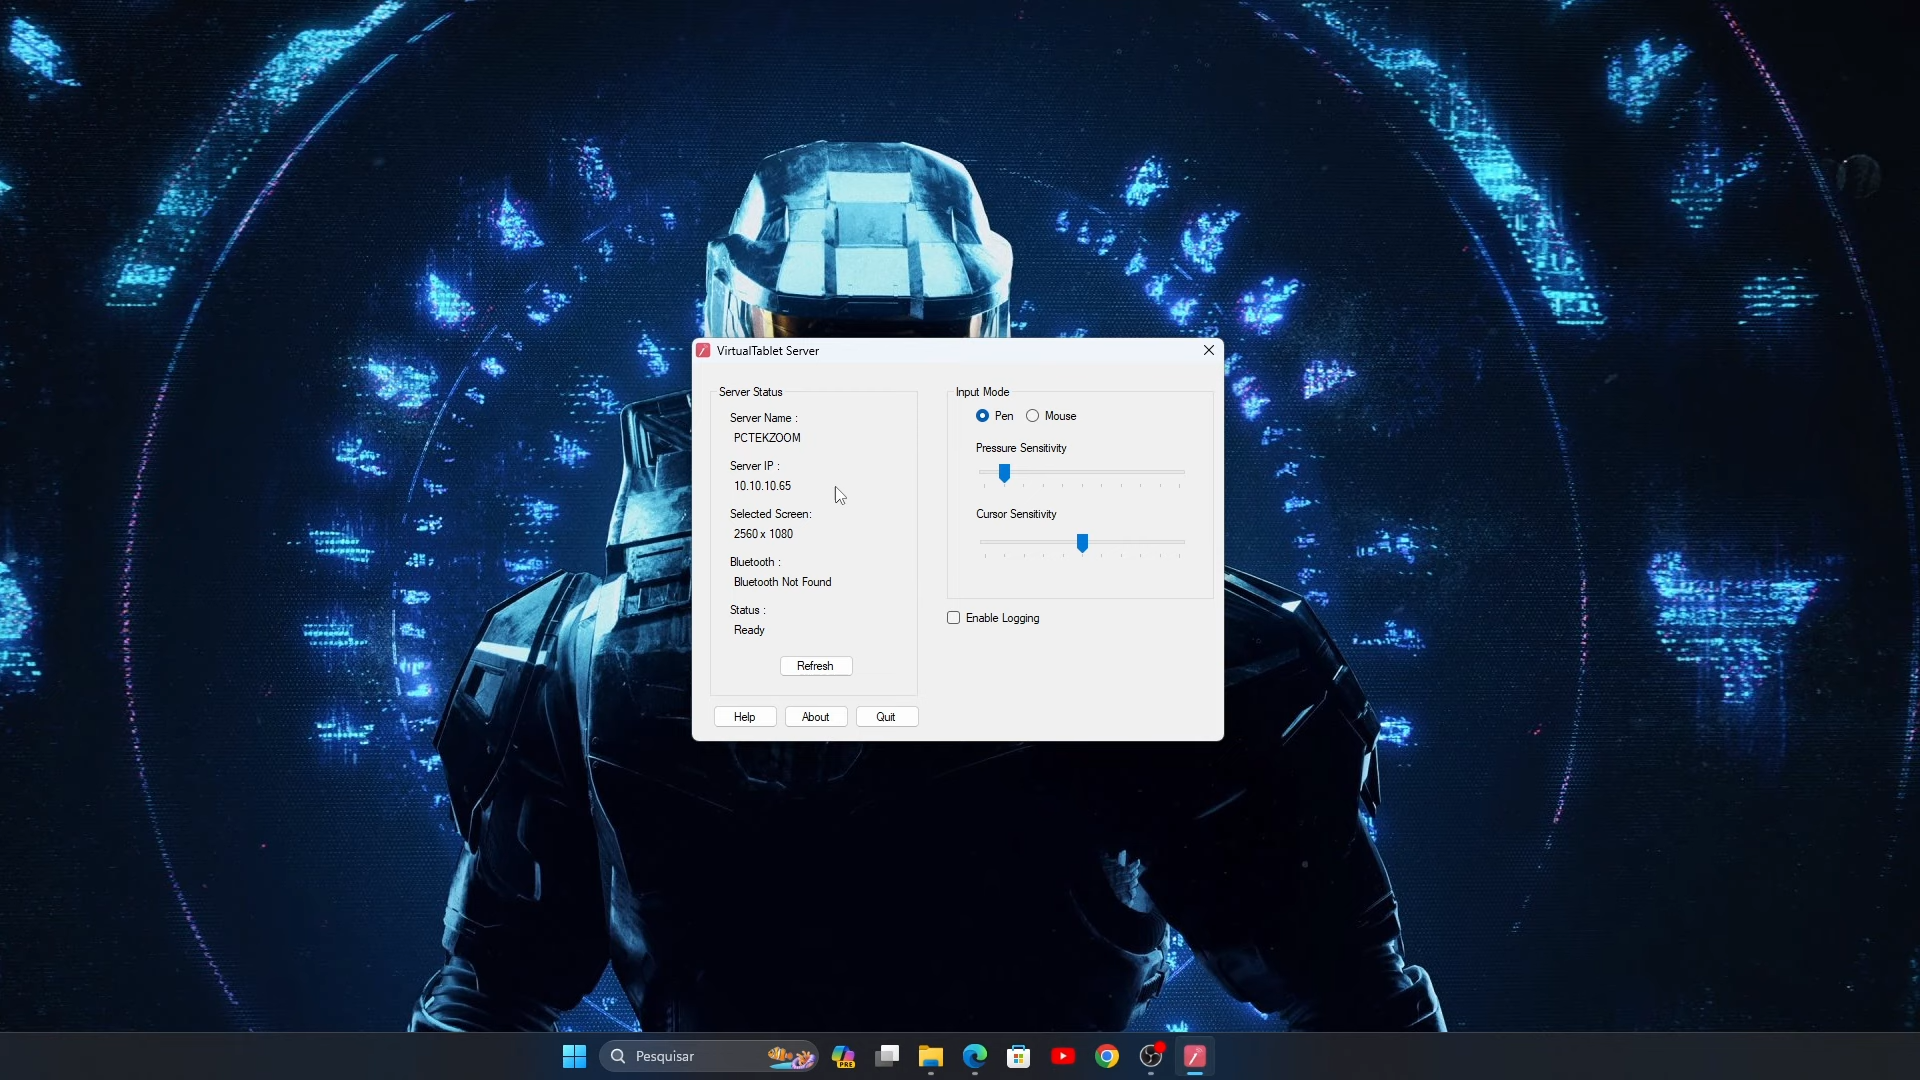 VirtualTablet Server
Server Status
Server Name :
PCTEKZOOM
Server IP :
10.10.10.65
Selected Screen:
2560 x 1080
Bluetooth :
Bluetooth Not Found
Status :
Ready
Refresh
Help About Quit
Input Mode
Pen Mouse
Pressure Sensitivity
Cursor Sensitivity
Enable Logging
Pesquisar
PRE